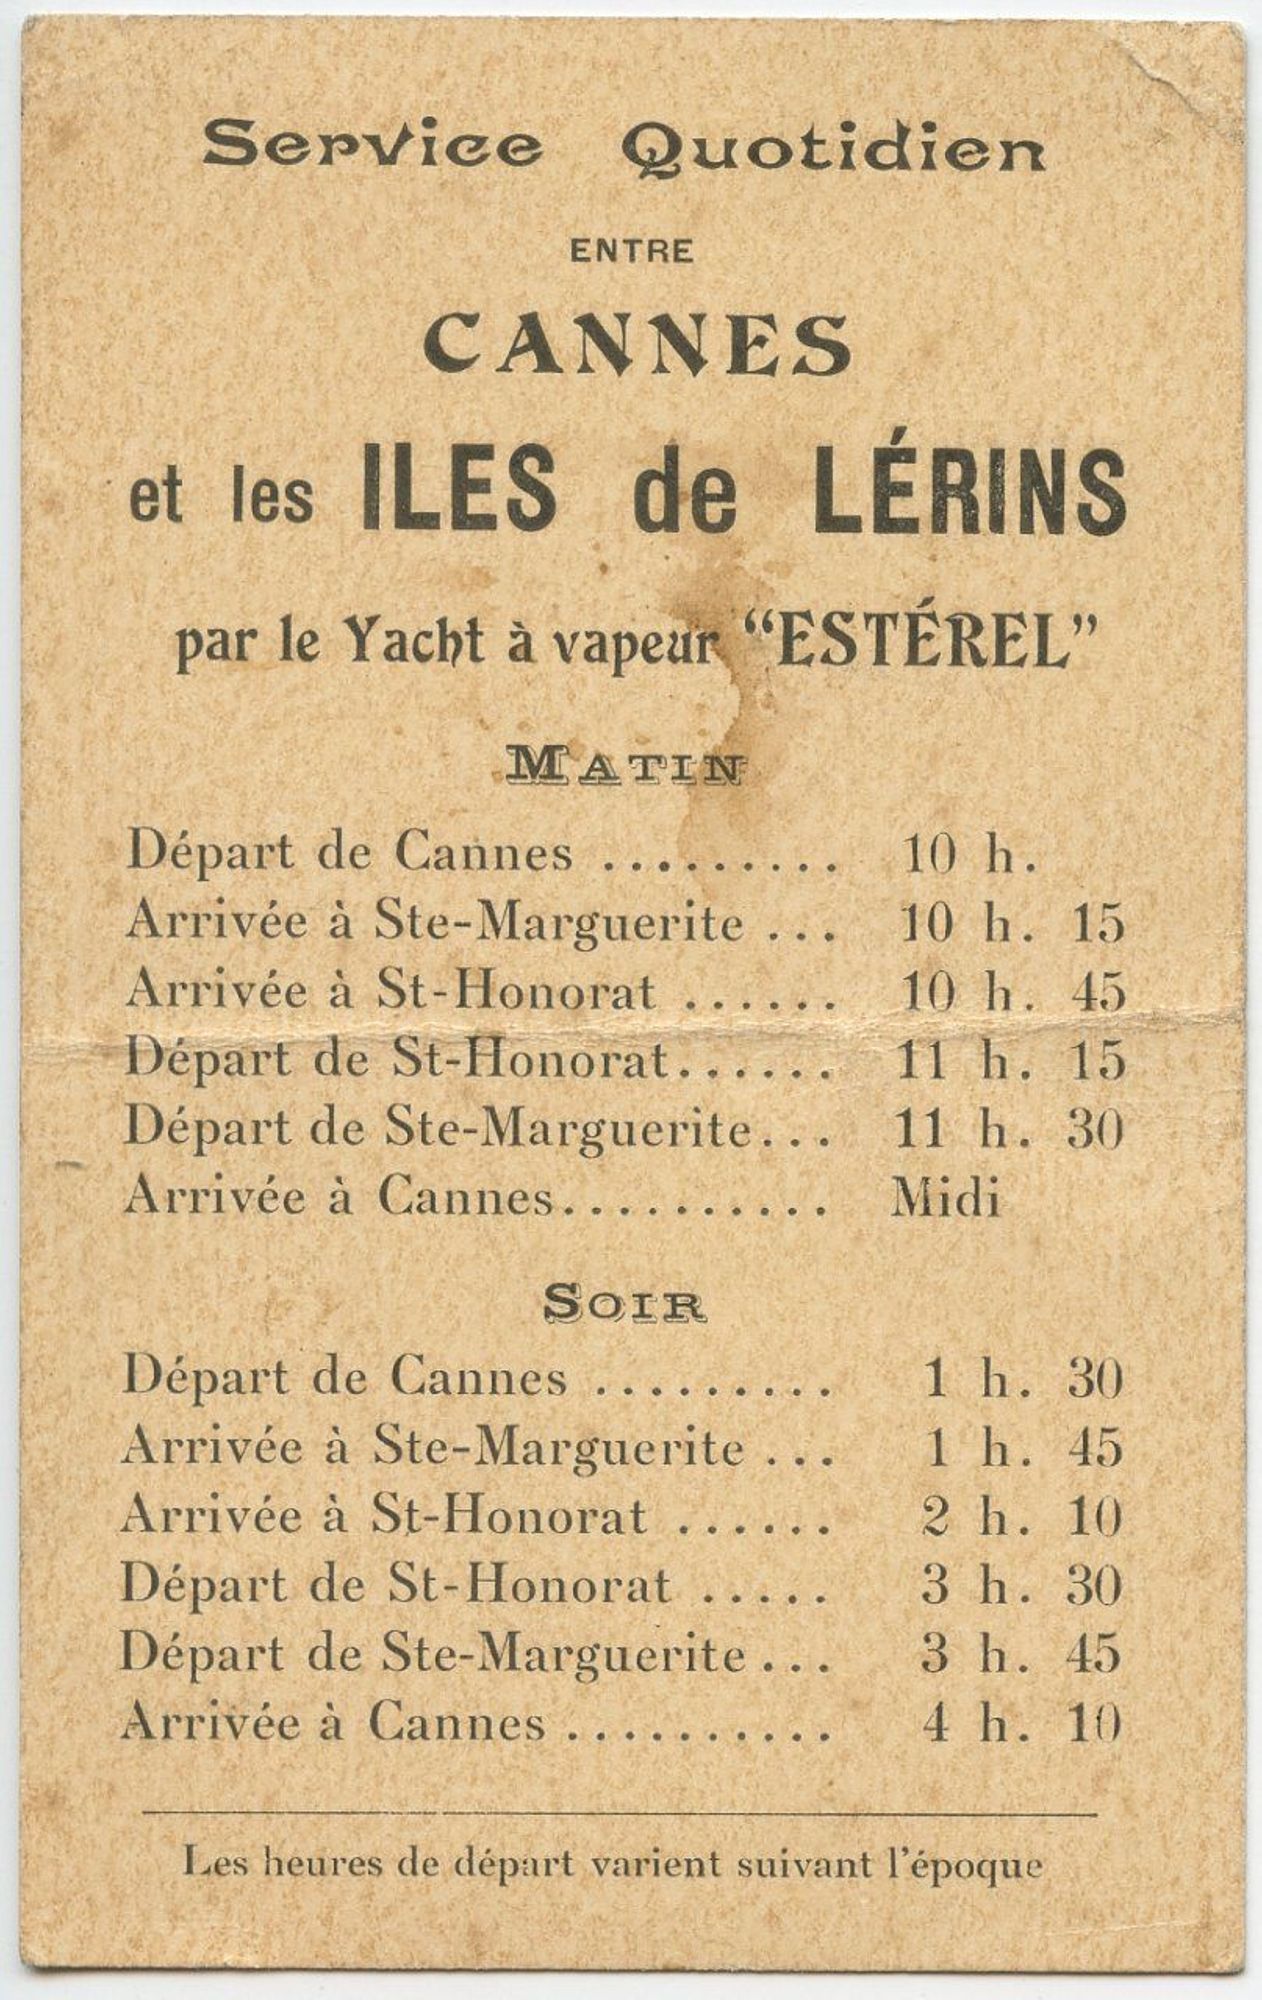 Service Quotidien
ENTRE
CANNES
et les ILES de LÉRINS
par le Yacht à vapeur "ESTÉREL"
MATIN
Départ de Cannes ......... 10 h.
Arrivée à Ste-Marguerite ... 10 h. 15
Arrivée à St-Honorat ...... 10 h. 45
Départ de St-Honorat...... 11 h. 15
Départ de Ste-Marguerite... 11 h. 30
Arrivée à Cannes.......... Midi
SOIR
Départ de Cannes ......... 1 h. 30
Arrivée à Ste-Marguerite ... 1 h. 45
Arrivée à St-Honorat ...... 2 h. 10
Départ de St-Honorat ..... 3 h. 30
Départ de Ste-Marguerite ... 3 h. 45
Arrivée à Cannes .......... 4 h. 10
Les heures de départ varient suivant l'époque